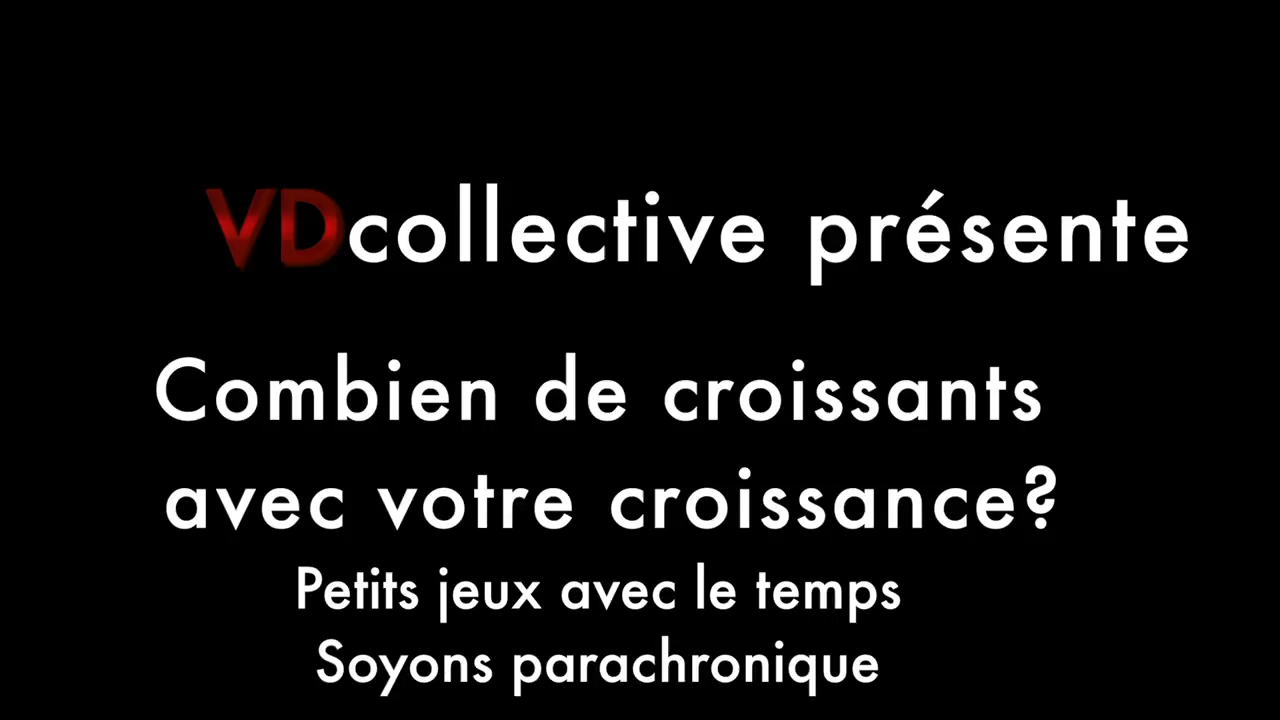 VDcollective présente
Combien de croissants
avec votre croissance?
Petits jeux avec le temps
Soyons parachronique